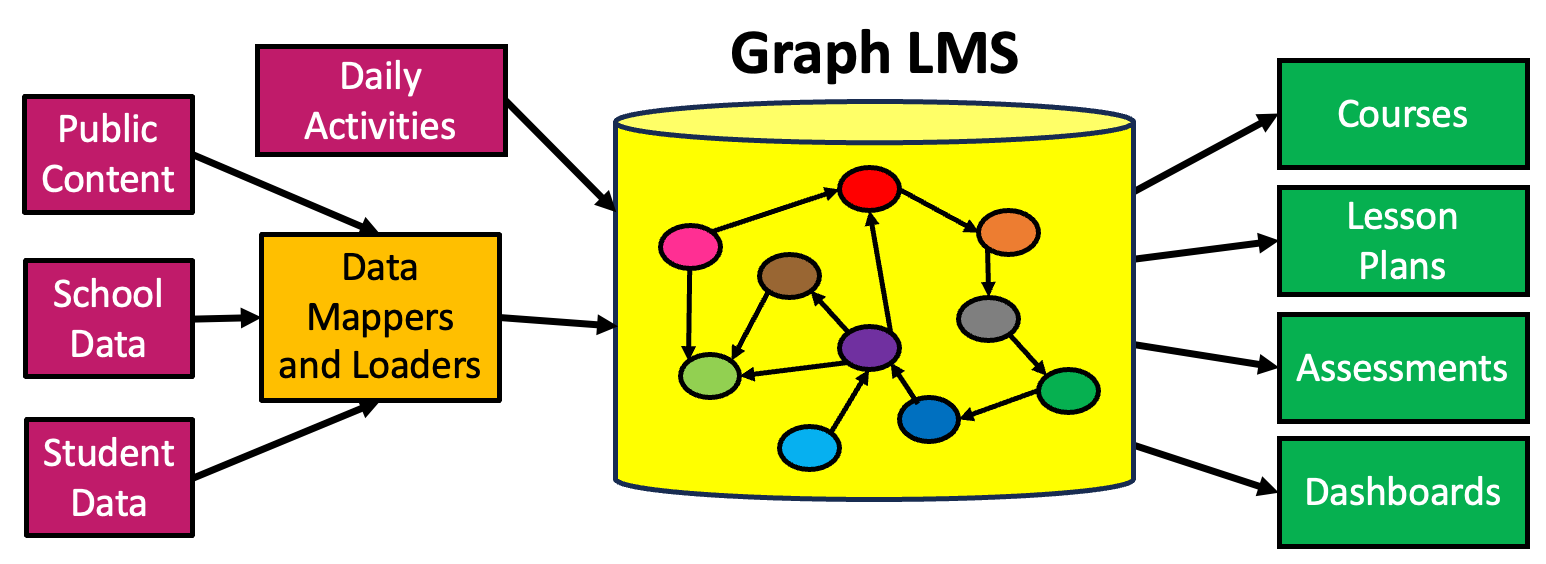 Graph LMS
Daily
Activities
Public
Content
School
Data
Student
Data
Data
Mappers
and Loaders
Courses
Lesson
Plans
Assessments
Dashboards